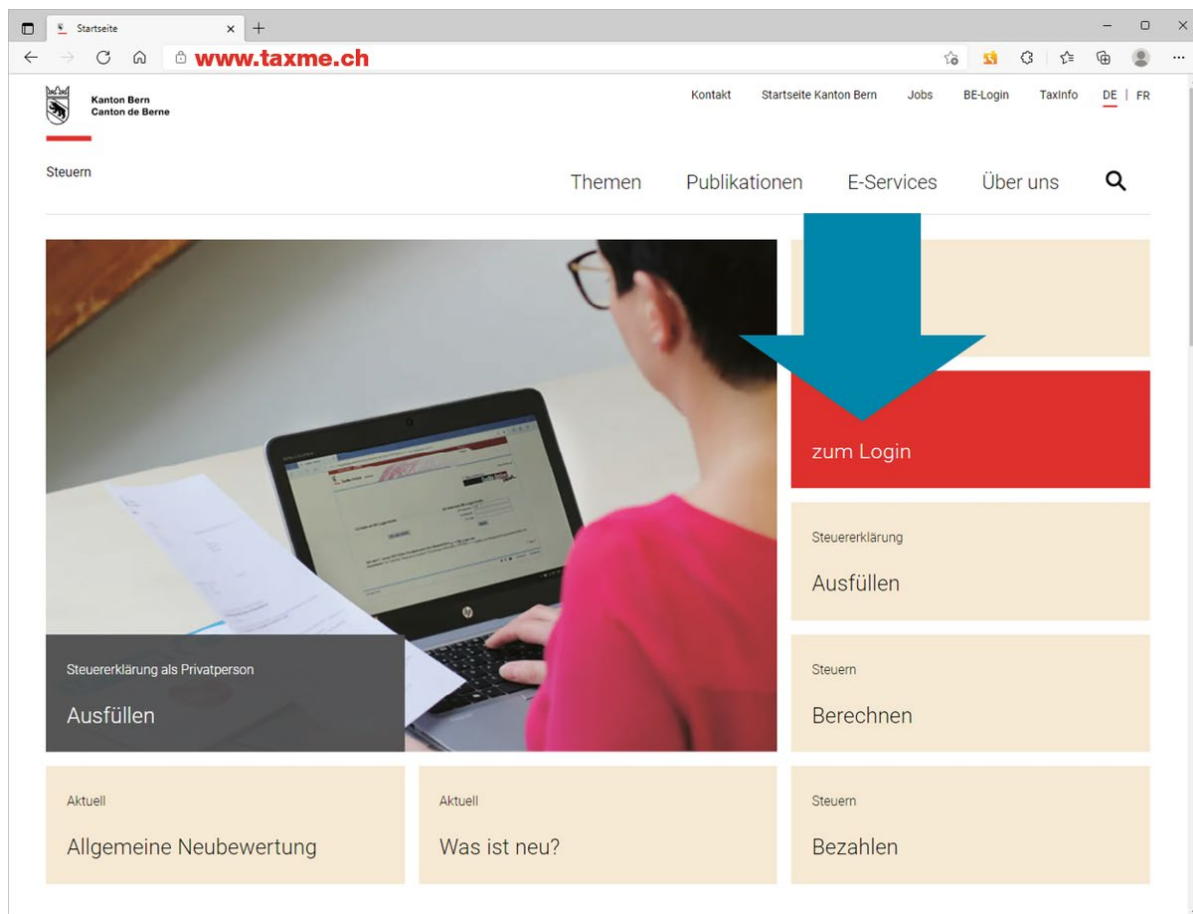 Startseite
www.taxme.ch
Kanton Bern
Canton de Berne
Kontakt Startseite Kanton Bern Jobs BE-Login TaxInfo DE | FR
Steuern
Themen Publikationen E-Services Über uns
zum Login
Steuererklärung
Ausfüllen
Steuererklärung als Privatperson
Ausfüllen
Steuern
Berechnen
Aktuell
Allgemeine Neubewertung
Aktuell
Was ist neu?
Steuern
Bezahlen